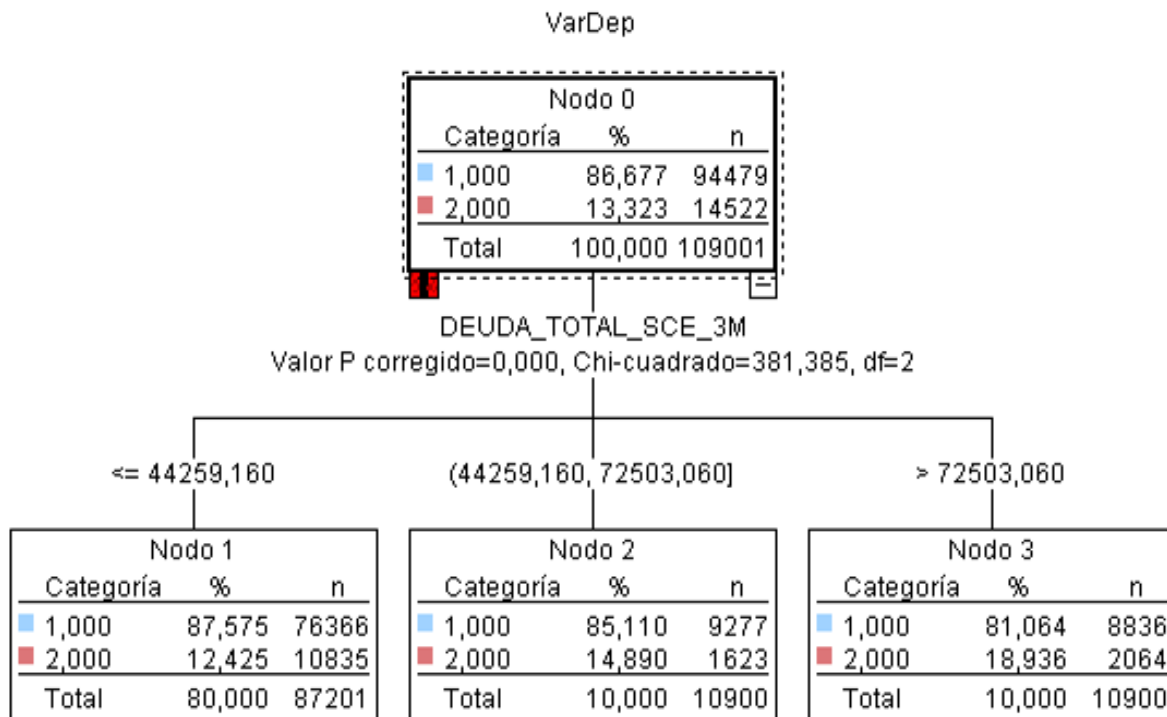 VarDep
Nodo 0
Categoría % n
1,000 86,677 94479
2,000 13,323 14522
Total 100,000 109001
DEUDA_TOTAL_SCE_3M
Valor P corregido=0,000, Chi-cuadrado=381,385, df=2
<= 44259,160
(44259,160, 72503,060]
> 72503,060
Nodo 1
Categoría % n
1,000 87,575 76366
2,000 12,425 10835
Total 80,000 87201
Nodo 2
Categoría % n
1,000 85,110 9277
2,000 14,890 1623
Total 10,000 10900
Nodo 3
Categoría % n
1,000 81,064 8836
2,000 18,936 2064
Total 10,000 10900